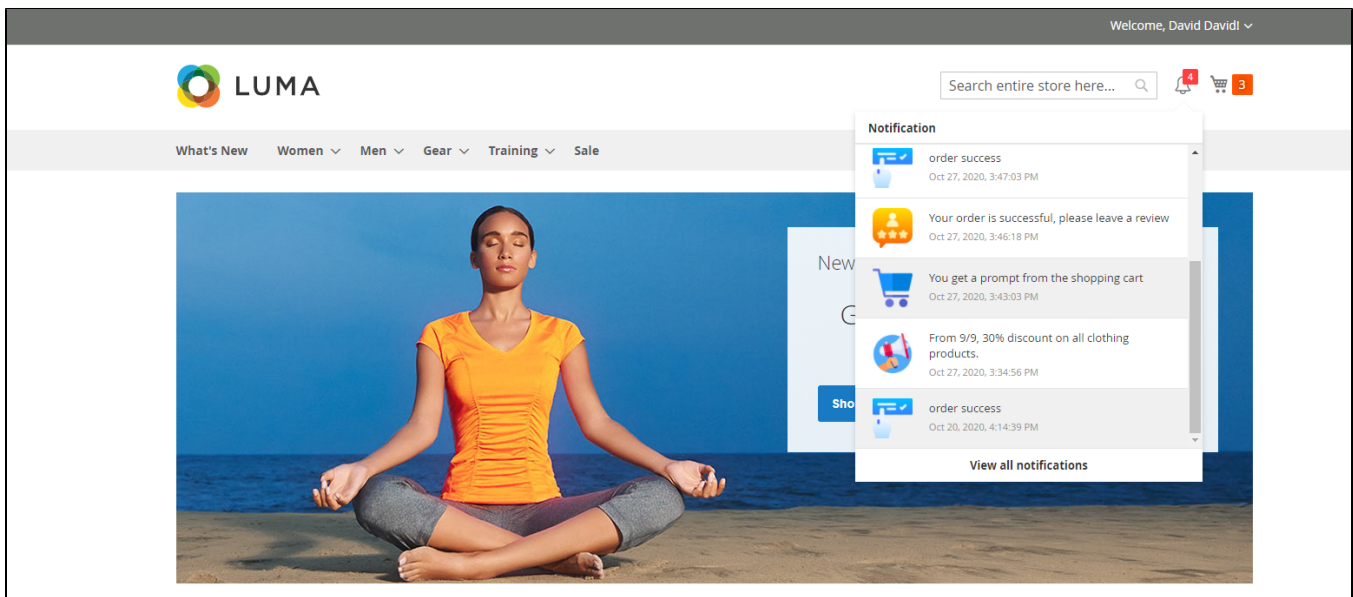 Welcome, David David!
LUMA
Search entire store here...
4
3
Notification
What's New Women Men Gear Training Sale
order success
Oct 27, 2020, 3:47:03 PM
Your order is successful, please leave a review
Oct 27, 2020, 3:46:18 PM
New
You get a prompt from the shopping cart
Oct 27, 2020, 3:43:03 PM
From 9/9, 30% discount on all clothing
products.
Oct 27, 2020, 3:34:56 PM
Sho
order success
Oct 20, 2020, 4:14:39 PM
View all notifications